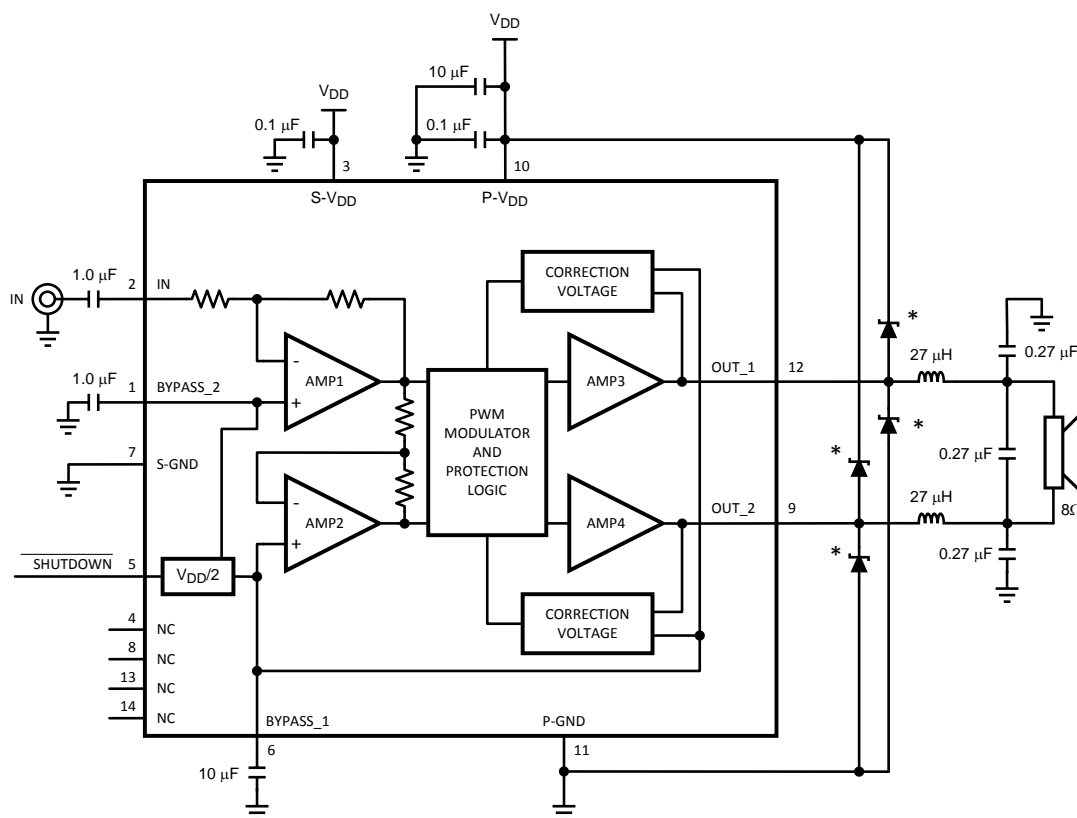 VDD
10 μF
VDD
0.1 μF
0.1 μF
3
10
S-VDD
P-VDD
1.0 μF
2
IN
IN
CORRECTION
VOLTAGE
*
27 μH
0.27 μF
-
AMP1
+
AMP3
OUT_1
12
1.0 μF
1
BYPASS_2
PWM
MODULATOR
AND
PROTECTION
LOGIC
*
7
S-GND
*
0.27 μF
27 μH
-
AMP2
+
AMP4
OUT_2
9
8Ω
SHUTDOWN
5
VDD/2
*
0.27 μF
4
NC
CORRECTION
VOLTAGE
8
NC
13
NC
14
NC
BYPASS_1
P-GND
6
11
10 μF